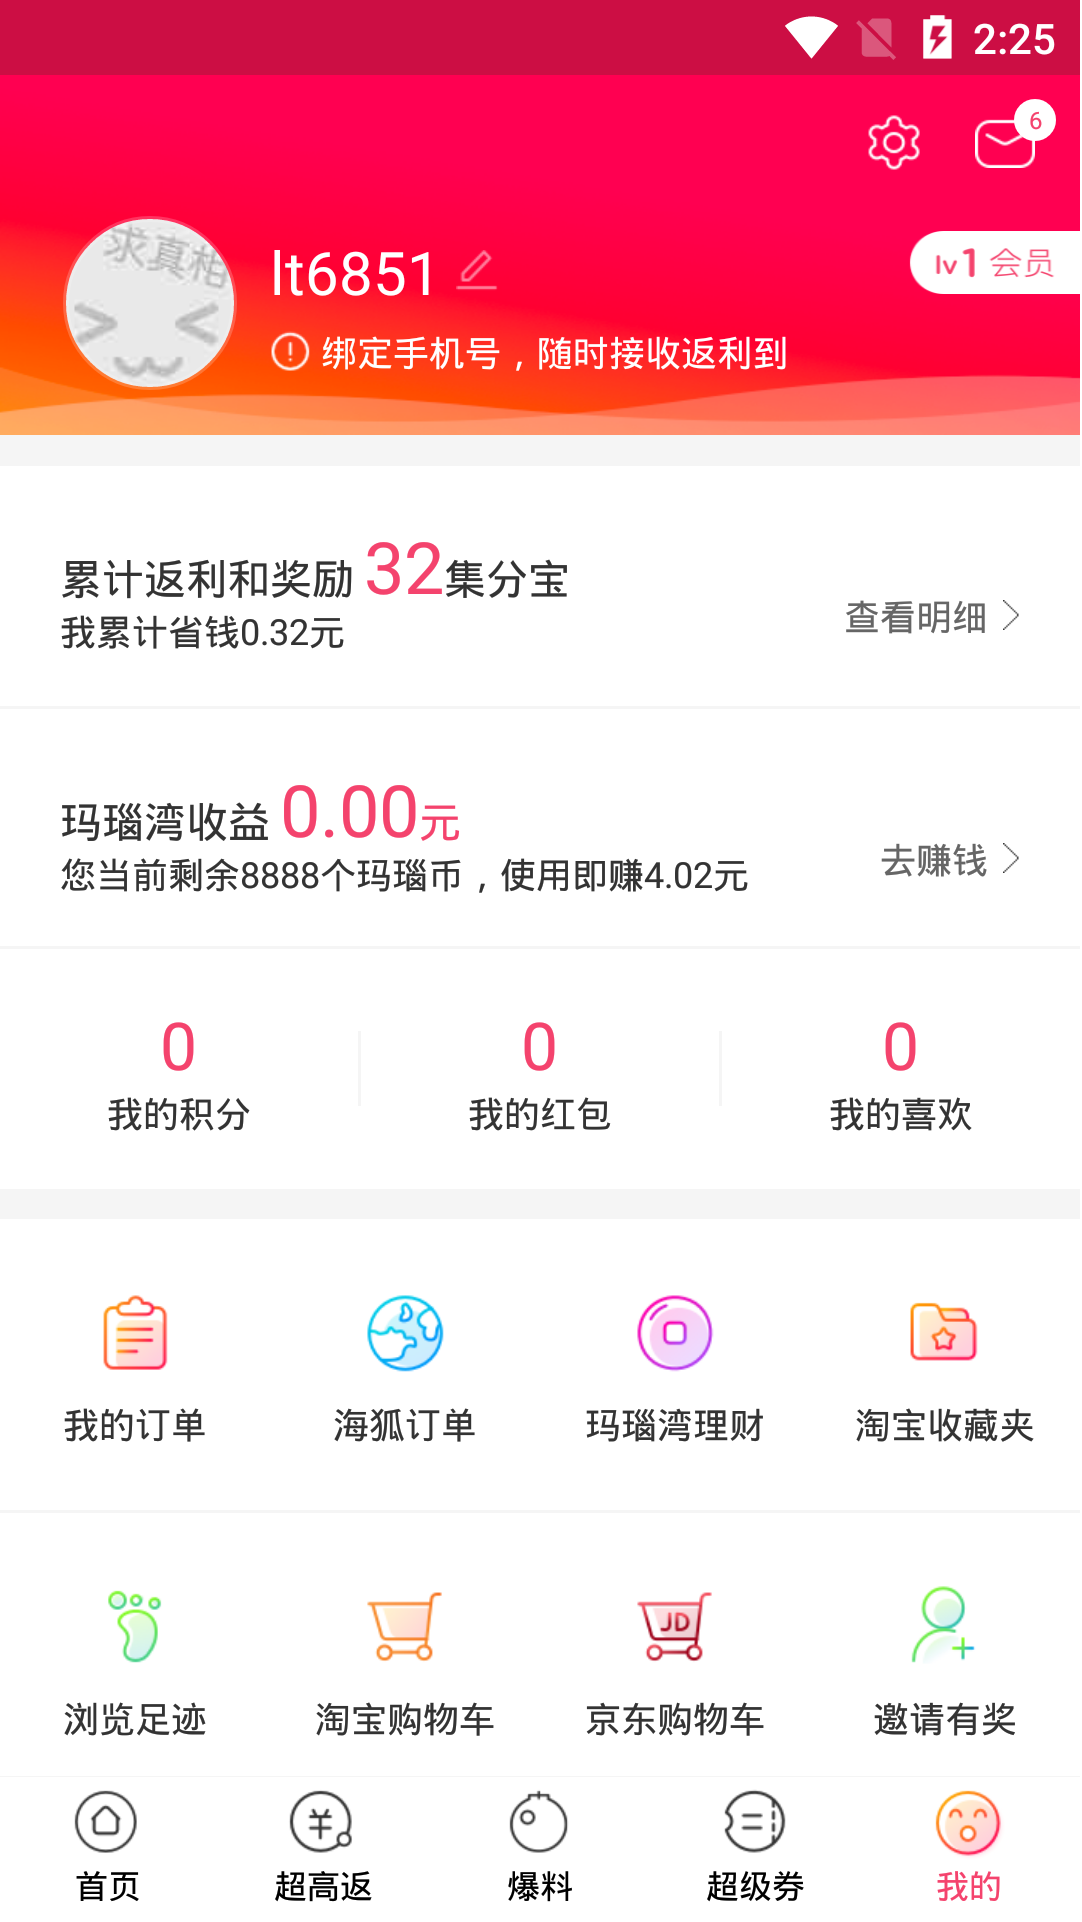 2:25
6
求真相
lt6851
lv1 会员
绑定手机号，随时接收返利到
累计返利和奖励 32集分宝
我累计省钱0.32元
查看明细
玛瑙湾收益 0.00元
您当前剩余8888个玛瑙币，使用即赚4.02元
去赚钱
0 0 0
我的积分 我的红包 我的喜欢
我的订单 海狐订单 玛瑙湾理财 淘宝收藏夹
JD
浏览足迹 淘宝购物车 京东购物车 邀请有奖
首页 超高返 爆料 超级券 我的